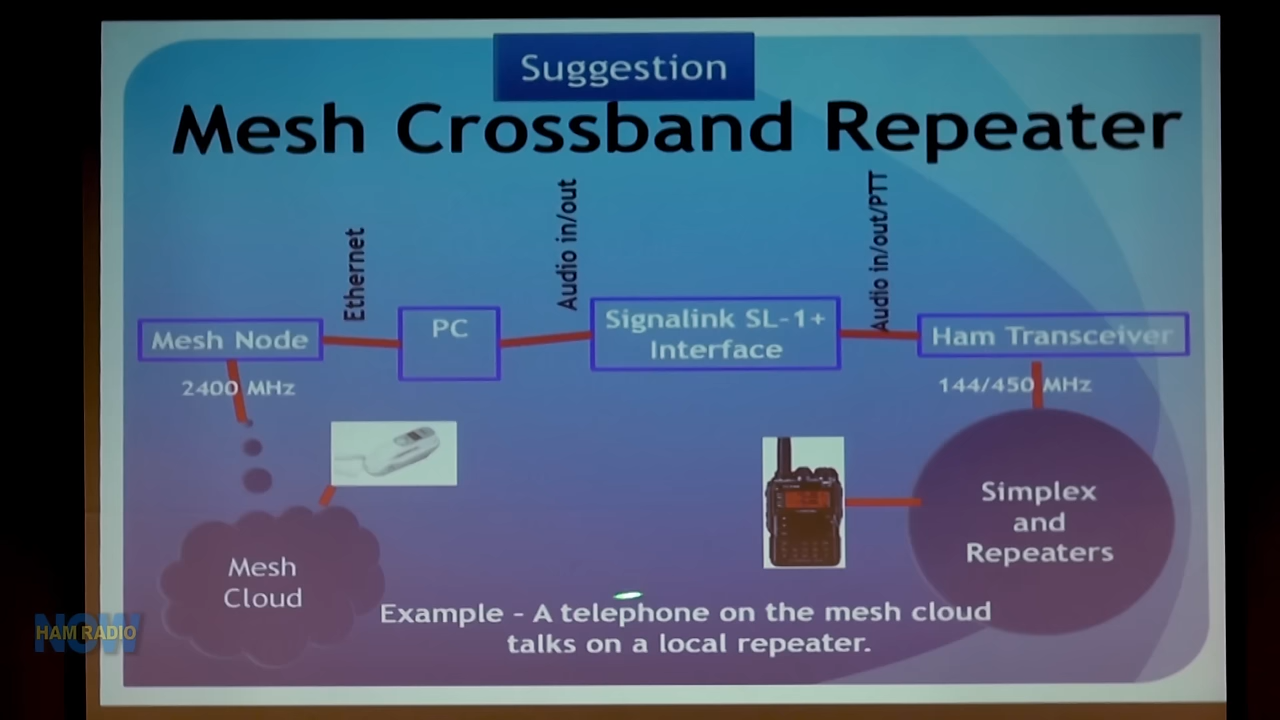 Suggestion
Mesh Crossband Repeater
Ethernet
Audio in/out
Audio in/out/PTT
Mesh Node
PC
Signalink SL-1+
Interface
Ham Transceiver
2400 MHz
144/450 MHz
Mesh
Cloud
Simplex
and
Repeaters
Example - A telephone on the mesh cloud
talks on a local repeater.
NOW
HAM RADIO